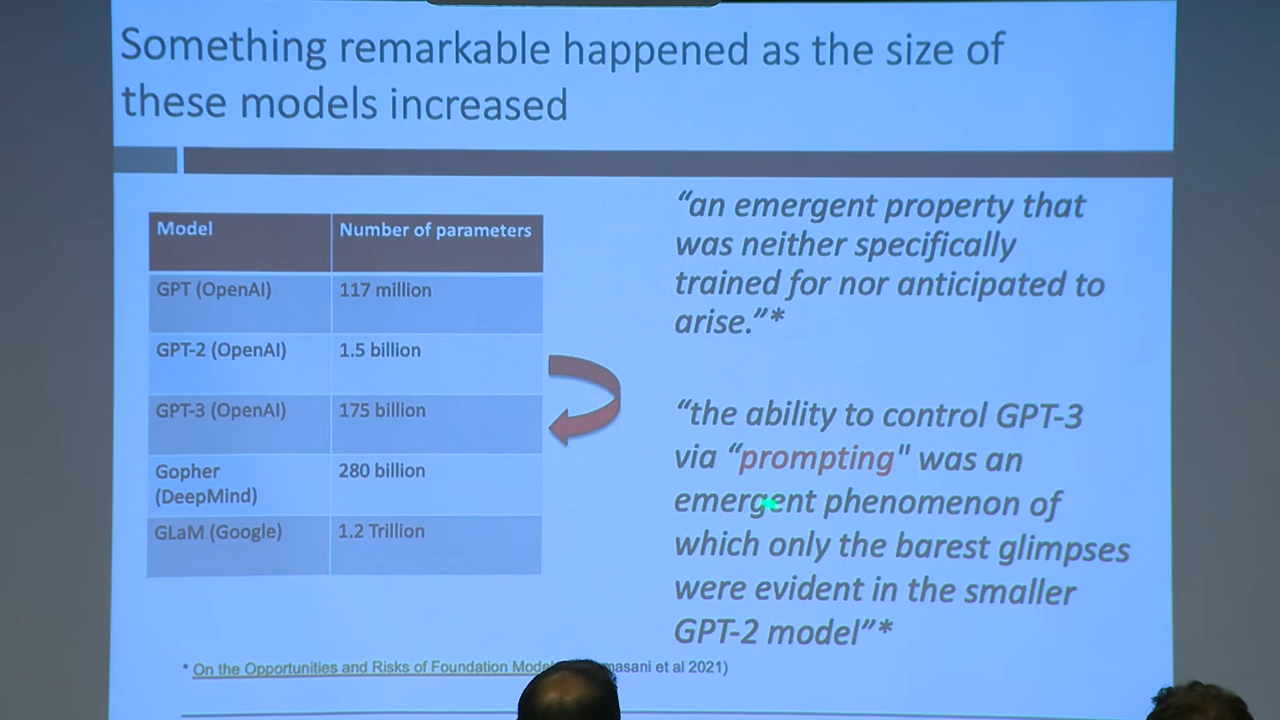 Something remarkable happened as the size of
these models increased
Model Number of parameters
GPT (OpenAI) 117 million
GPT-2 (OpenAI) 1.5 billion
GPT-3 (OpenAI) 175 billion
Gopher
(DeepMind) 280 billion
GLaM (Google) 1.2 Trillion
“an emergent property that
was neither specifically
trained for nor anticipated to
arise.”*
“the ability to control GPT-3
via “prompting" was an
emergent phenomenon of
which only the barest glimpses
were evident in the smaller
GPT-2 model”*
* On the Opportunities and Risks of Foundation et al 2021)